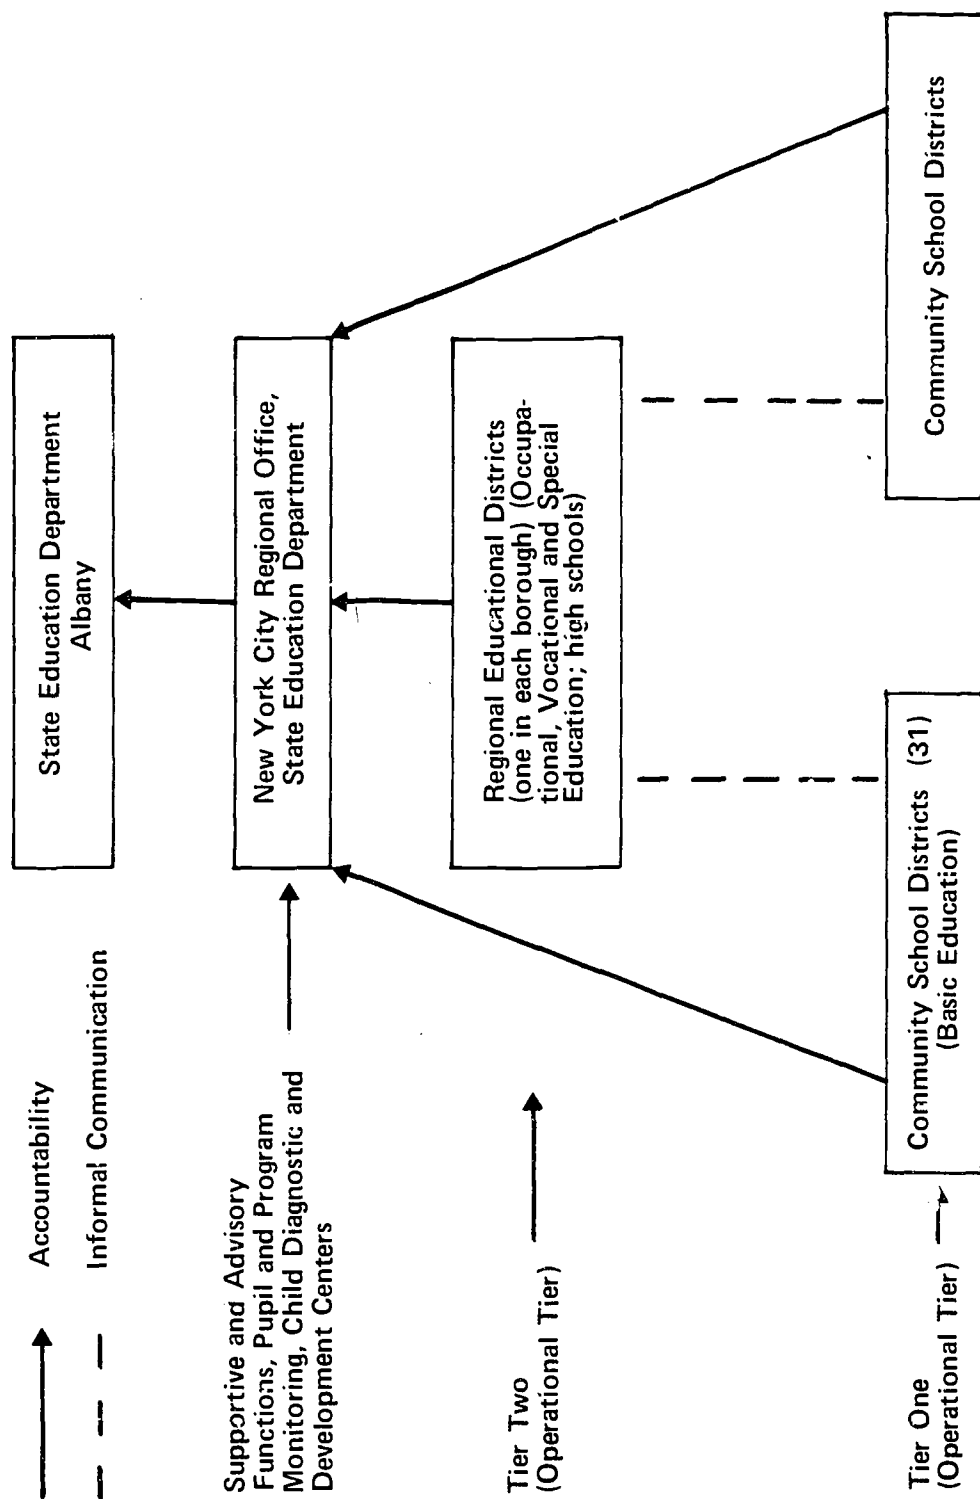 Accountability
Informal Communication
State Education Department
Albany
Supportive and Advisory
Functions, Pupil and Program
Monitoring, Child Diagnostic and
Development Centers
New York City Regional Office,
State Education Department
Tier Two
(Operational Tier)
Regional Educational Districts
(one in each borough) (Occupa-
tional, Vocational and Special
Education; high schools)
Tier One
(Operational Tier)
Community School Districts (31)
(Basic Education)
Community School Districts